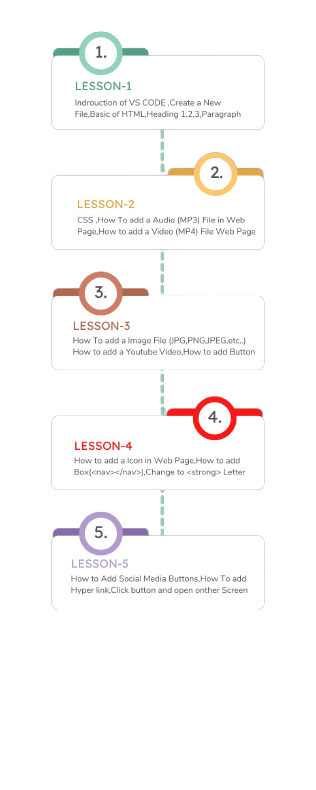 1.
LESSON-1
Indrouction of VS CODE ,Create a New
File,Basic of HTML,Heading 1,2,3,Paragraph
2.
LESSON-2
CSS ,How To add a Audio (MP3) File in Web
Page,How to add a Video (MP4) File Web Page
3.
LESSON-3
How To add a Image File (JPG,PNG,JPEG,etc..)
How to add a Youtube Video,How to add Button
4.
LESSON-4
How to add a Icon in Web Page,How to add
Box(<nav></nav>),Change to <strong> Letter
5.
LESSON-5
How to Add Social Media Buttons,How To add
Hyper link,Click button and open onther Screen